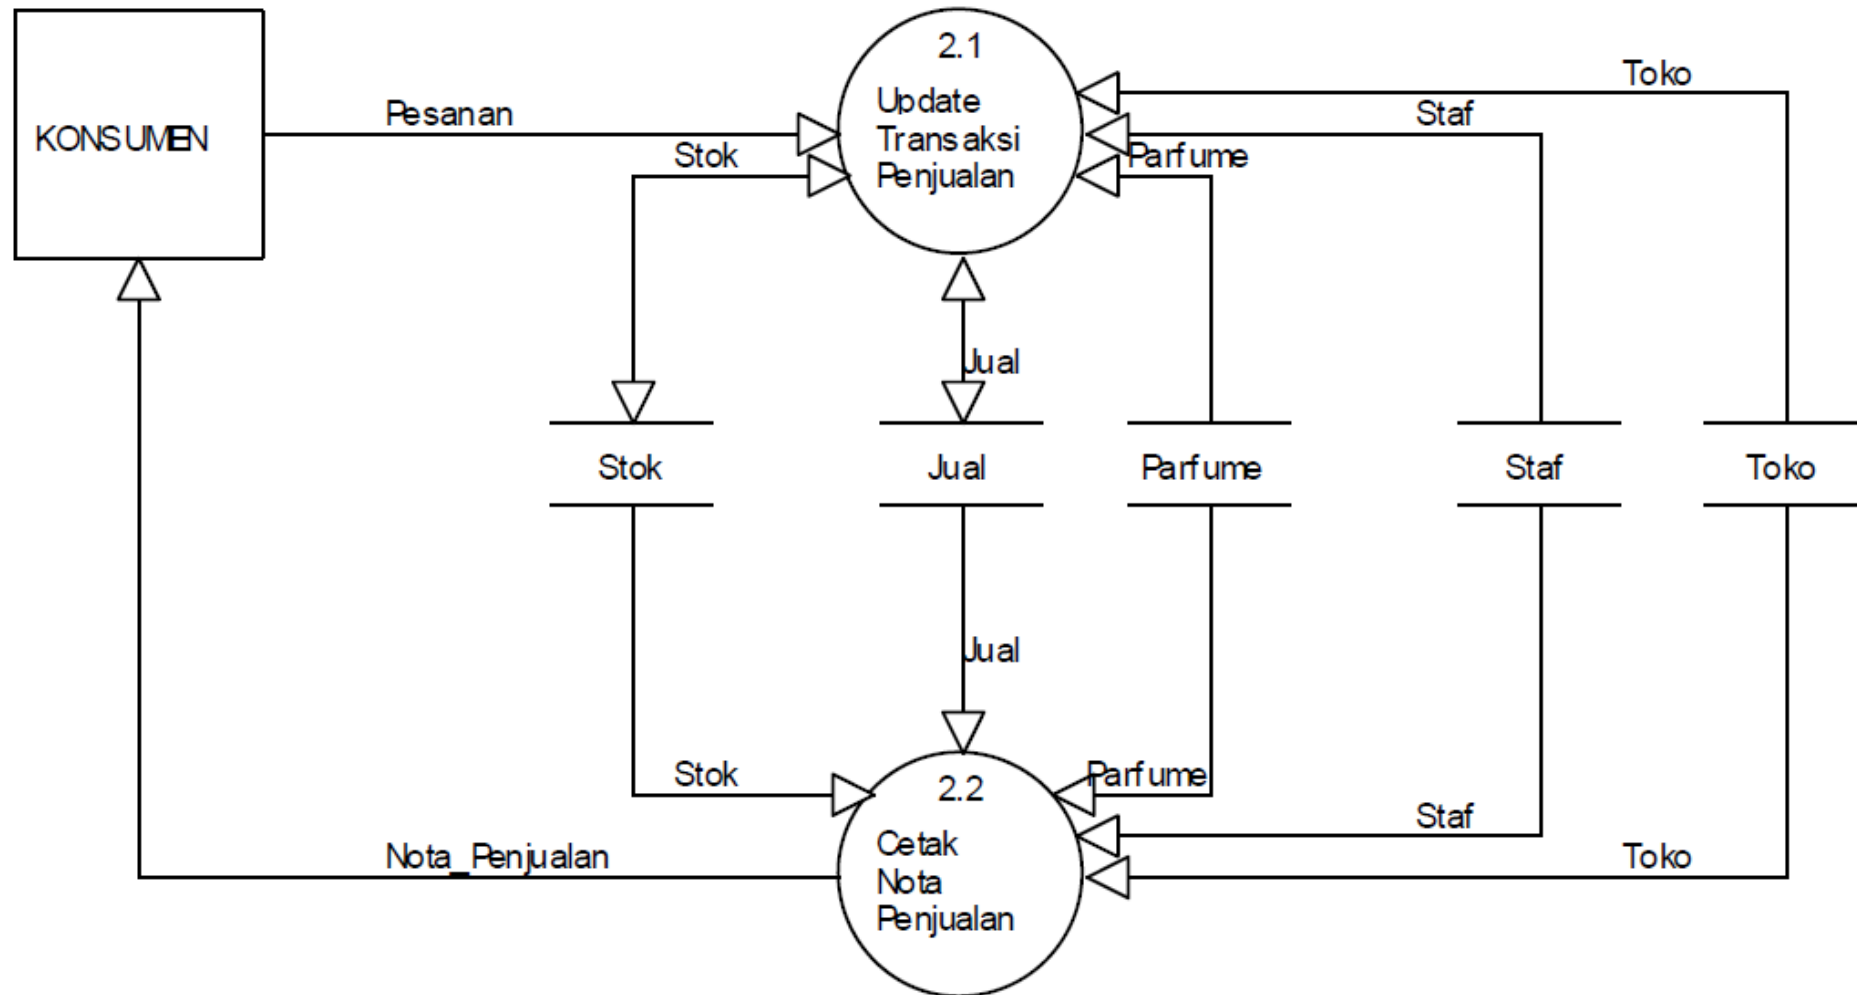 2.1
Toko
Update
Pesanan
Staf
KONSUMEN
Transaksi
Stok
Parfume
Penjualan
Jual
Stok
Jual
Parfume
Staf
Toko
Jual
Stok
2.2
Parfume
Staf
Cetak
Nota_Penjualan
Toko
Nota
Penjualan